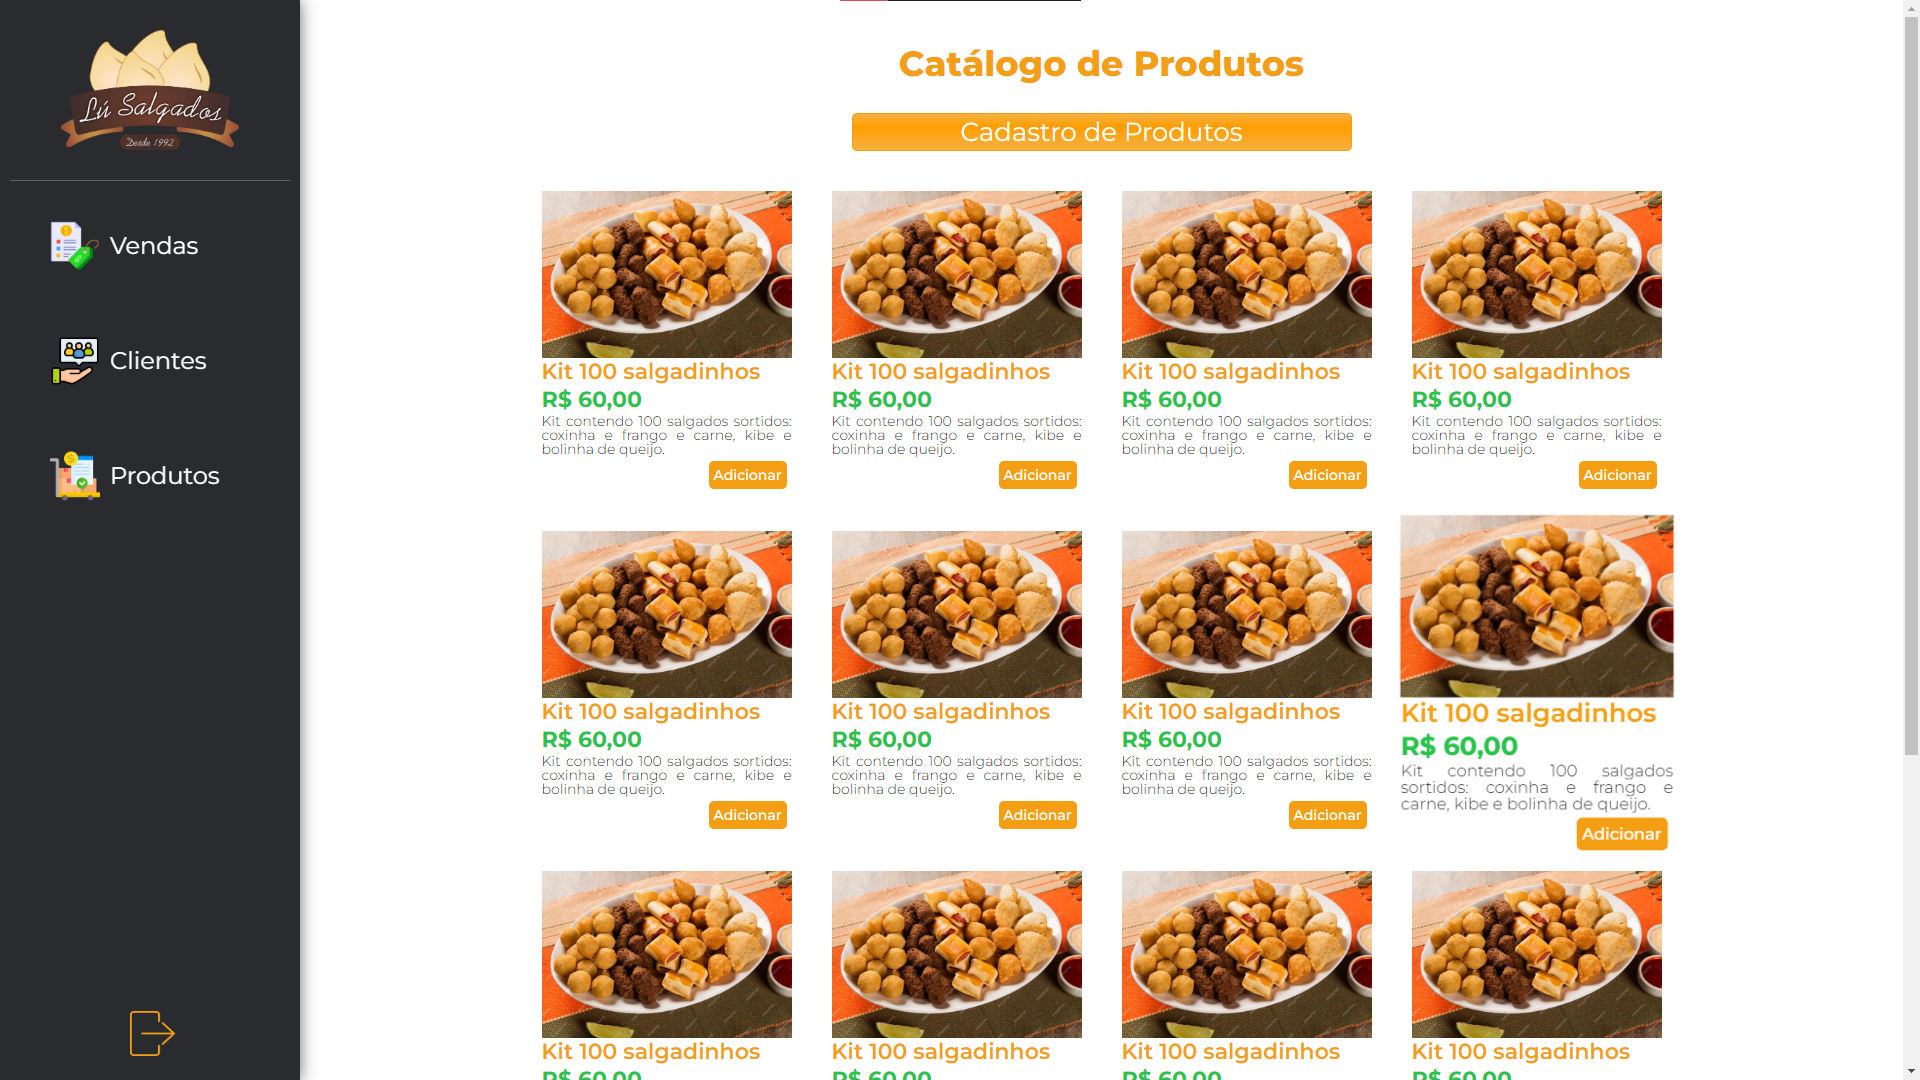 Lú Salgados
Desde 1992
Vendas
Clientes
Produtos
Catálogo de Produtos
Cadastro de Produtos
Kit 100 salgadinhos
R$ 60,00
Kit contendo 100 salgados sortidos:
coxinha e frango e carne, kibe e
bolinha de queijo.
Adicionar
Kit 100 salgadinhos
R$ 60,00
Kit contendo 100 salgados sortidos:
coxinha e frango e carne, kibe e
bolinha de queijo.
Adicionar
Kit 100 salgadinhos
R$ 60,00
Kit contendo 100 salgados sortidos:
coxinha e frango e carne, kibe e
bolinha de queijo.
Adicionar
Kit 100 salgadinhos
R$ 60,00
Kit contendo 100 salgados sortidos:
coxinha e frango e carne, kibe e
bolinha de queijo.
Adicionar
Kit 100 salgadinhos
R$ 60,00
Kit contendo 100 salgados sortidos:
coxinha e frango e carne, kibe e
bolinha de queijo.
Adicionar
Kit 100 salgadinhos
R$ 60,00
Kit contendo 100 salgados sortidos:
coxinha e frango e carne, kibe e
bolinha de queijo.
Adicionar
Kit 100 salgadinhos
R$ 60,00
Kit contendo 100 salgados sortidos:
coxinha e frango e carne, kibe e
bolinha de queijo.
Adicionar
Kit 100 salgadinhos
R$ 60,00
Kit contendo 100 salgados
sortidos: coxinha e frango e
carne, kibe e bolinha de queijo.
Adicionar
Kit 100 salgadinhos
R$ 60,00
Kit 100 salgadinhos
R$ 60,00
Kit 100 salgadinhos
R$ 60,00
Kit 100 salgadinhos
R$ 60,00